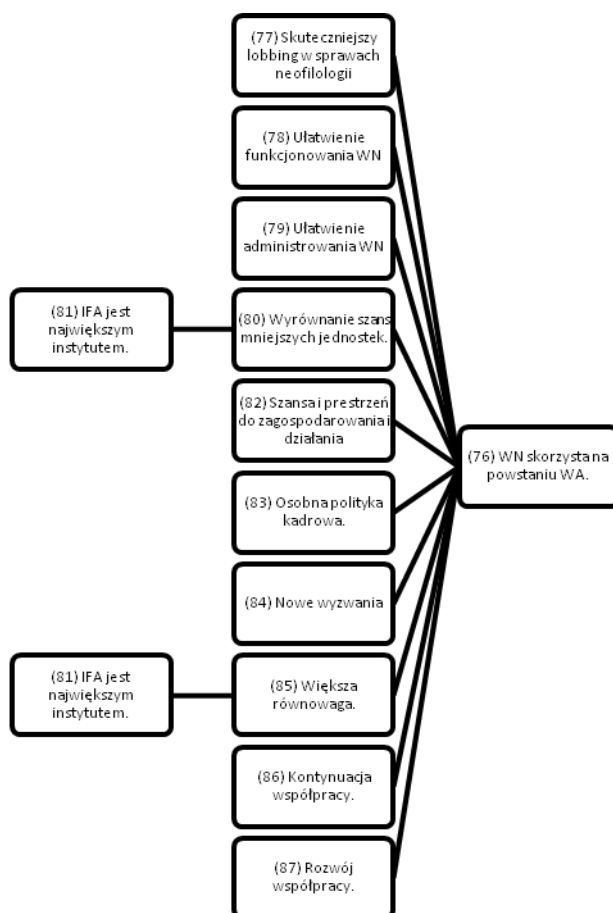 (77) Skuteczniejszy
lobbing w sprawach
neofilologii
(78) Ułatwienie
funkcjonowania WN
(79) Ułatwienie
administrowania WN
(81) IFA jest
największym
instytutem.
(80) Wyrównanie szans
mniejszych jednostek.
(82) Szansa i prestrzeń
do zagospodarowania i
działania
(76) WN skorzysta na
powstaniu WA.
(83) Osobna polityka
kadrowa.
(84) Nowe wyzwania
(81) IFA jest
największym
instytutem.
(85) Większa
równowaga.
(86) Kontynuacja
współpracy.
(87) Rozwój
współpracy.